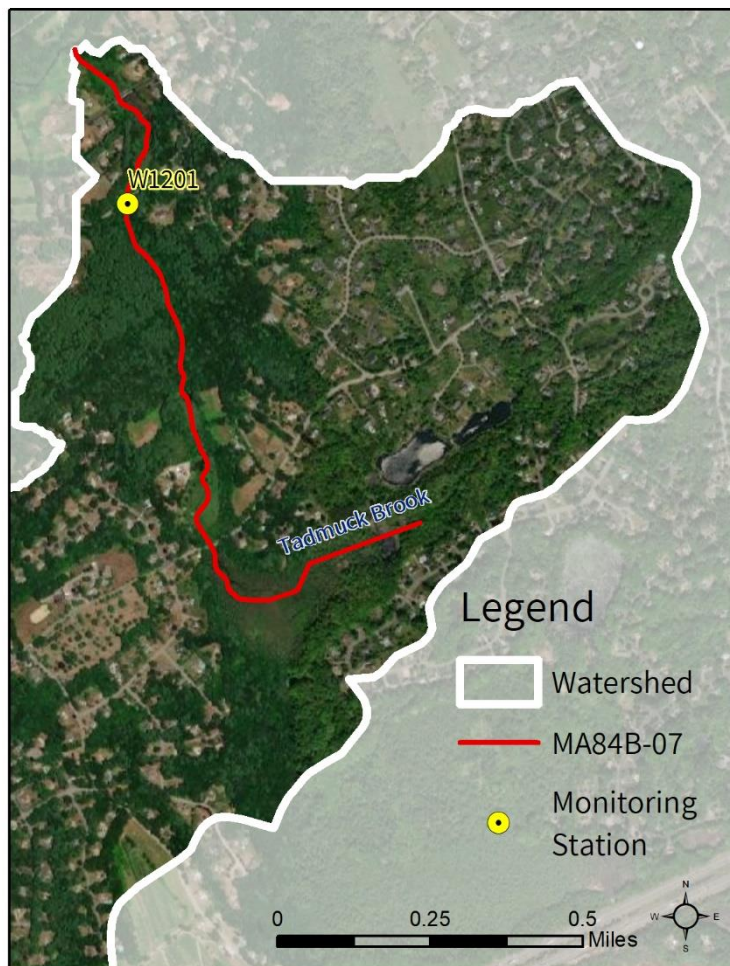 W1201
Tadmuck Brook
Legend
Watershed
MA84B-07
Monitoring
Station
N
W E
S
0 0.25 0.5
Miles